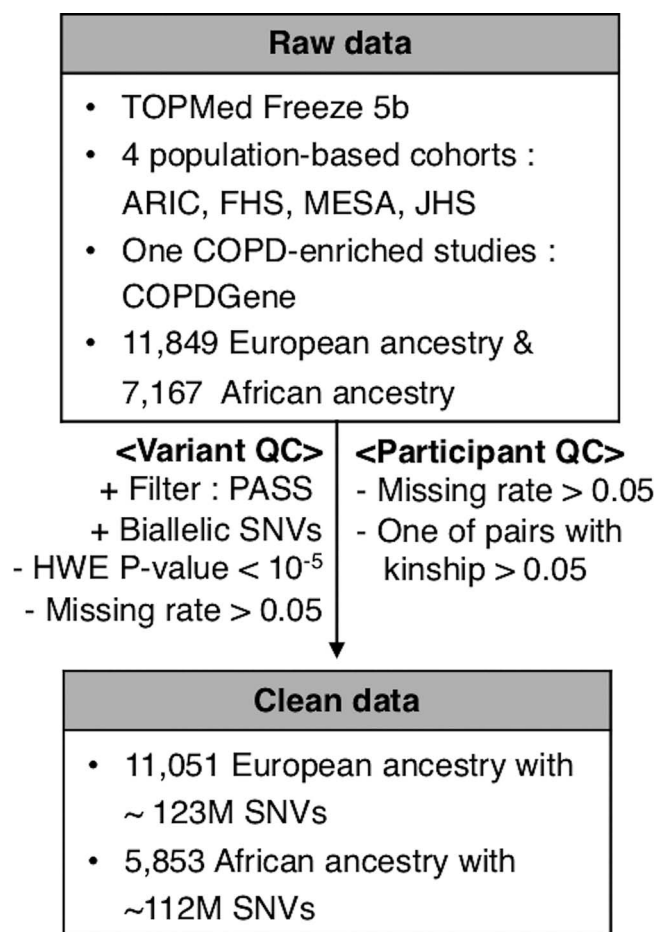 Raw data
• TOPMed Freeze 5b
• 4 population-based cohorts :
ARIC, FHS, MESA, JHS
• One COPD-enriched studies :
COPDGene
• 11,849 European ancestry &
7,167 African ancestry
<Variant QC>
+ Filter : PASS
+ Biallelic SNVs
- HWE P-value < 10⁻⁵
- Missing rate > 0.05
<Participant QC>
- Missing rate > 0.05
- One of pairs with
kinship > 0.05
Clean data
• 11,051 European ancestry with
~ 123M SNVs
• 5,853 African ancestry with
~112M SNVs